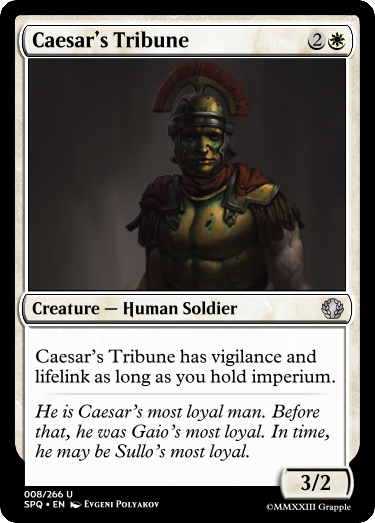 Caesar's Tribune 2
Creature — Human Soldier
Caesar's Tribune has vigilance and
lifelink as long as you hold imperium.
He is Caesar's most loyal man. Before
that, he was Gaio's most loyal. In time,
he may be Sullo's most loyal.
3/2
008/266 U
SPQ • EN Evgeni Polyakov
©MMXXIII Grapple